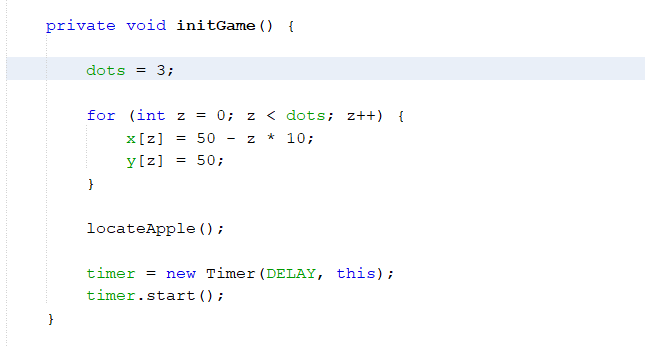 private void initGame() {
dots = 3;
for (int z = 0; z < dots; z++) {
x[z] = 50 - z * 10;
y[z] = 50;
}
locateApple();
timer = new Timer(DELAY, this);
timer.start();
}